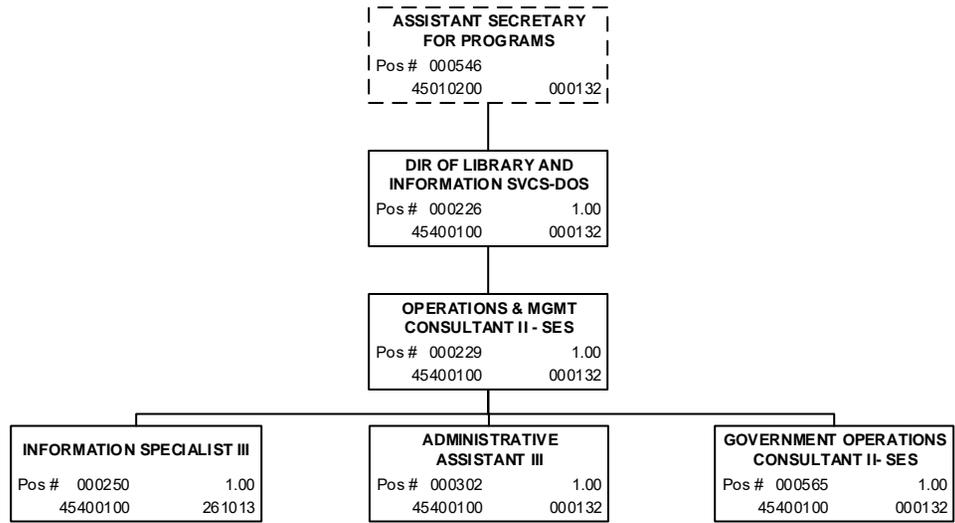 ASSISTANT SECRETARY
FOR PROGRAMS
Pos # 000546
45010200 000132
DIR OF LIBRARY AND
INFORMATION SVCS-DOS
Pos # 000226 1.00
45400100 000132
OPERATIONS & MGMT
CONSULTANT II - SES
Pos # 000229 1.00
45400100 000132
INFORMATION SPECIALIST III
Pos # 000250 1.00
45400100 261013
ADMINISTRATIVE
ASSISTANT III
Pos # 000302 1.00
45400100 000132
GOVERNMENT OPERATIONS
CONSULTANT II- SES
Pos # 000565 1.00
45400100 000132